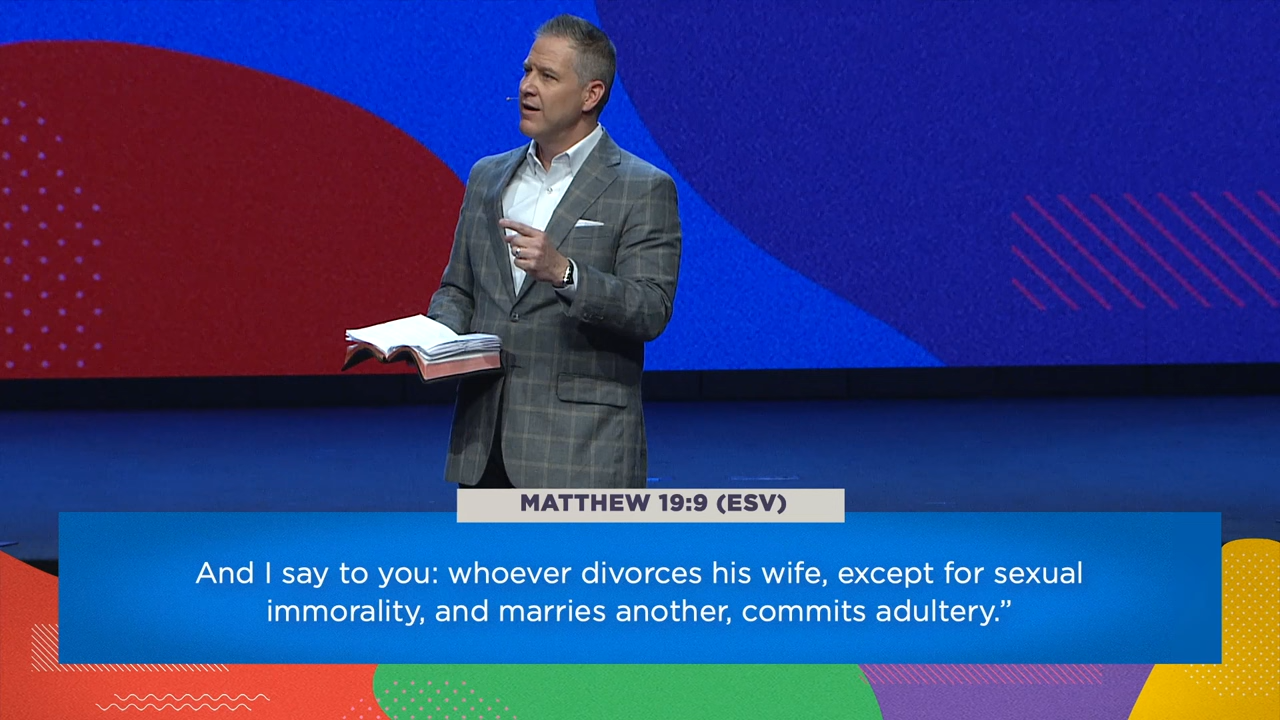 MATTHEW 19:9 (ESV)
And I say to you: whoever divorces his wife, except for sexual
immorality, and marries another, commits adultery.”